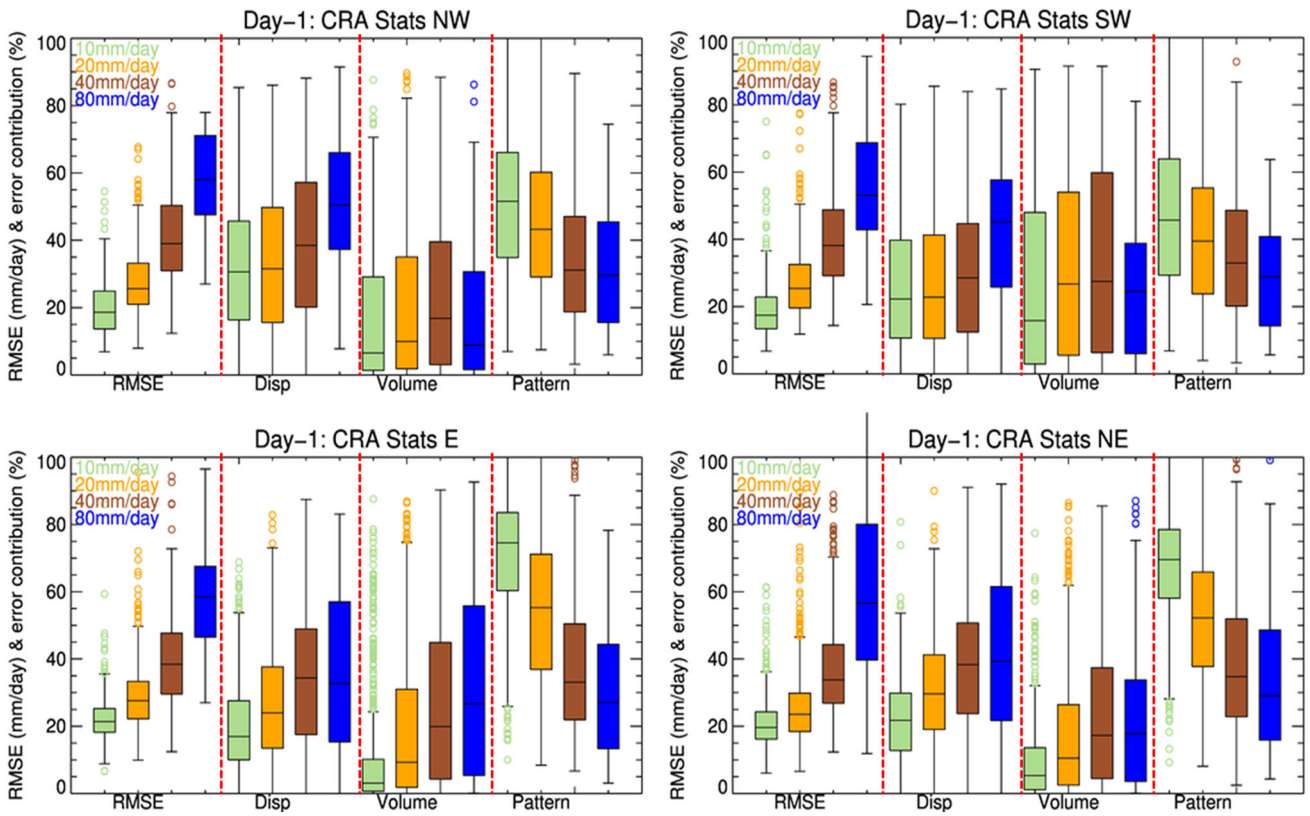 Day-1: CRA Stats NW
RMSE (mm/day) & error contribution (%)
100
80
60
40
20
0
10mm/day
20mm/day
40mm/day
80mm/day
RMSE Disp Volume Pattern
Day-1: CRA Stats SW
RMSE (mm/day) & error contribution (%)
100
80
60
40
20
0
10mm/day
20mm/day
40mm/day
80mm/day
RMSE Disp Volume Pattern
Day-1: CRA Stats E
RMSE (mm/day) & error contribution (%)
100
80
60
40
20
0
10mm/day
20mm/day
40mm/day
80mm/day
RMSE Disp Volume Pattern
Day-1: CRA Stats NE
RMSE (mm/day) & error contribution (%)
100
80
60
40
20
0
10mm/day
20mm/day
40mm/day
80mm/day
RMSE Disp Volume Pattern